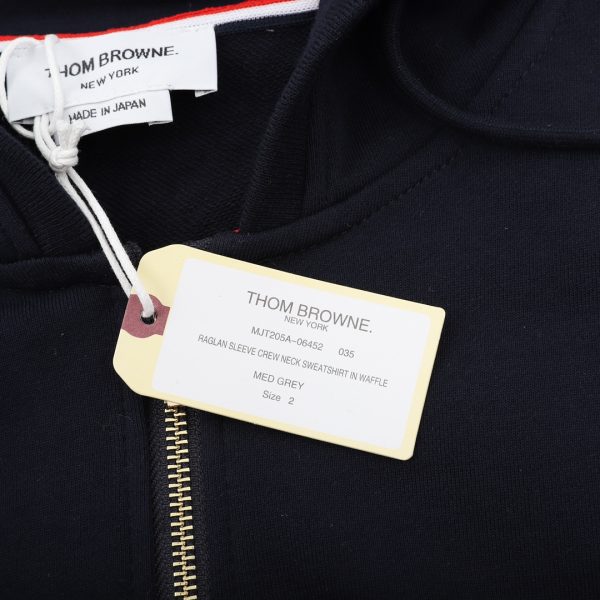 THOM BROWNE.
NEW YORK
MADE IN JAPAN
THOM BROWNE.
NEW YORK
MJT205A-06452 035
RAGLAN SLEEVE CREW NECK SWEATSHIRT IN WAFFLE
MED GREY
Size 2